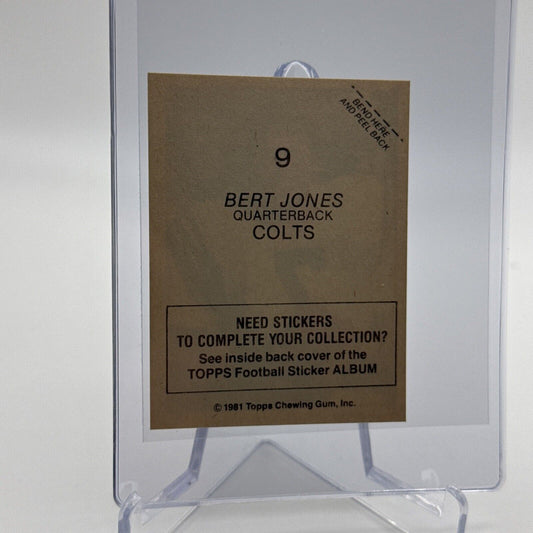 BEND HERE
AND PEEL BACK
9
BERT JONES
QUARTERBACK
COLTS
NEED STICKERS
TO COMPLETE YOUR COLLECTION?
See inside back cover of the
TOPPS Football Sticker ALBUM
© 1981 Topps Chewing Gum, Inc.